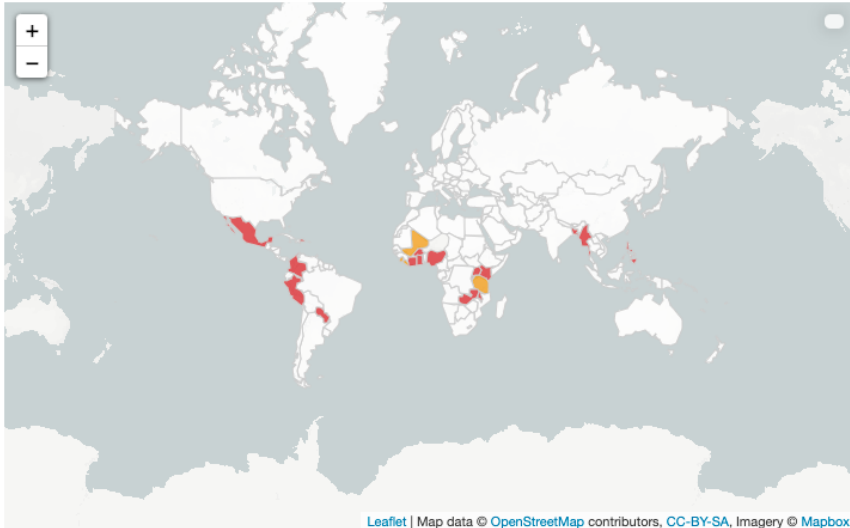 +
−
Leaflet | Map data © OpenStreetMap contributors, CC-BY-SA, Imagery © Mapbox